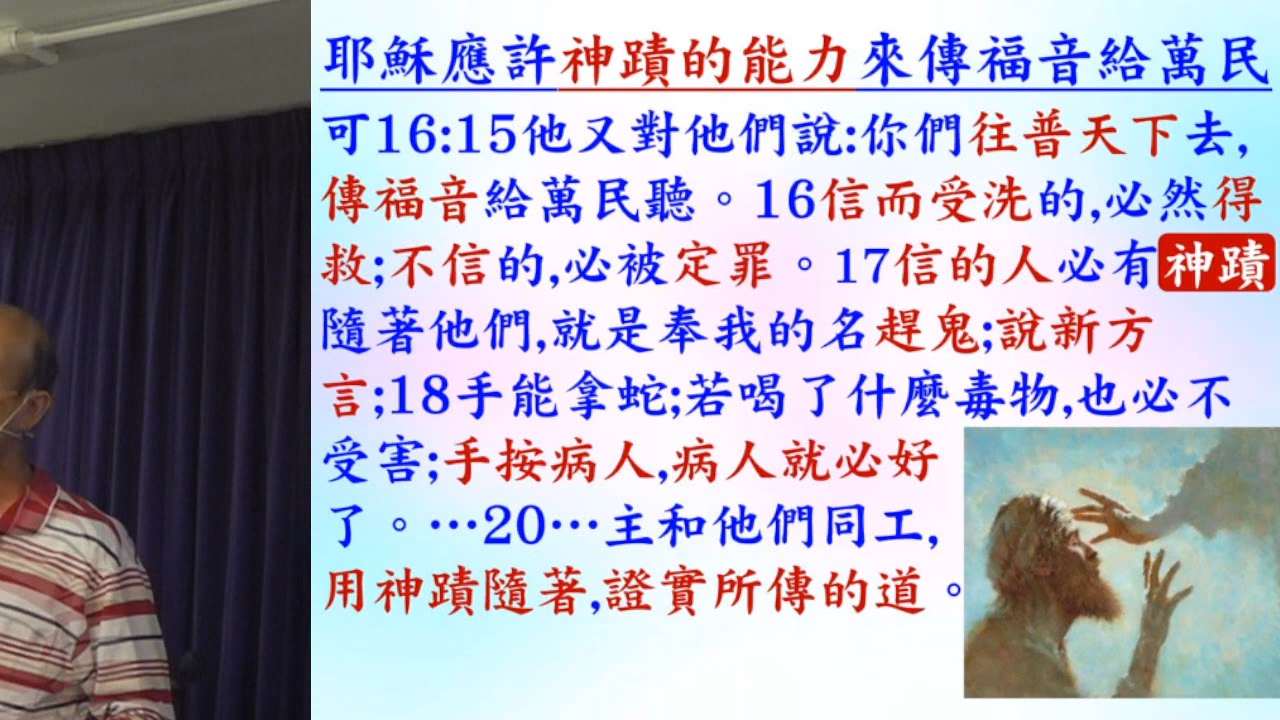 耶穌應許神蹟的能力來傳福音給萬民
可16:15他又對他們說:你們往普天下去,
傳福音給萬民聽。16信而受洗的,必然得
救;不信的,必被定罪。17信的人必有神蹟
隨著他們,就是奉我的名趕鬼;說新方
言;18手能拿蛇;若喝了什麼毒物,也必不
受害;手按病人,病人就必好
了。…20…主和他們同工,
用神蹟隨著,證實所傳的道。